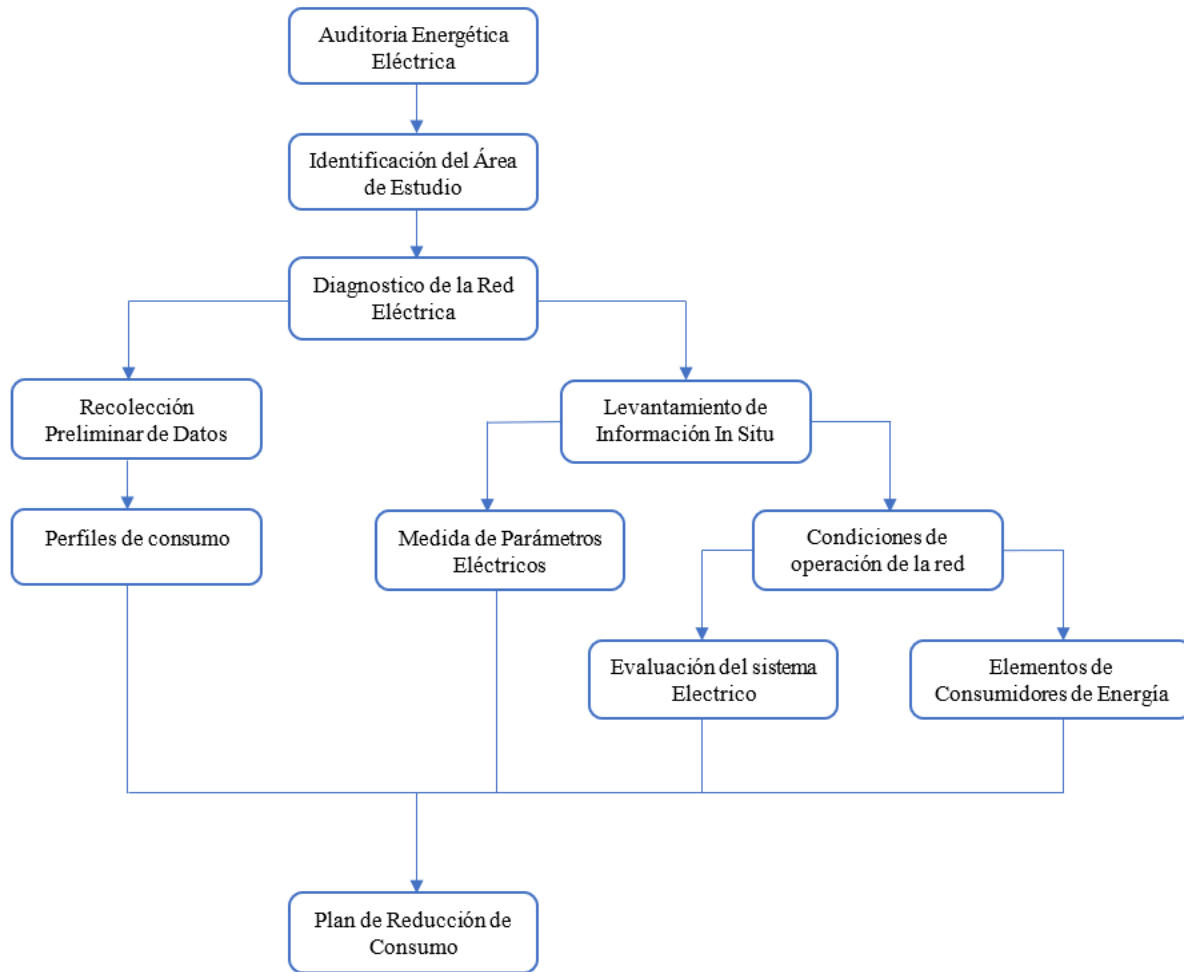 Auditoria Energética
Eléctrica
Identificación del Área
de Estudio
Diagnostico de la Red
Eléctrica
Recolección
Preliminar de Datos
Levantamiento de
Información In Situ
Perfiles de consumo
Medida de Parámetros
Eléctricos
Condiciones de
operación de la red
Evaluación del sistema
Electrico
Elementos de
Consumidores de Energía
Plan de Reducción de
Consumo